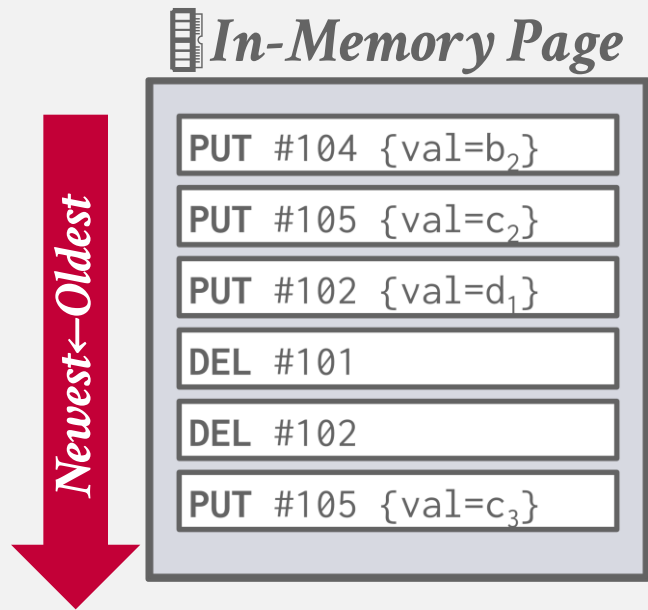 In-Memory Page
Newest←Oldest
PUT #104 {val=b₂}
PUT #105 {val=c₂}
PUT #102 {val=d₁}
DEL #101
DEL #102
PUT #105 {val=c₃}